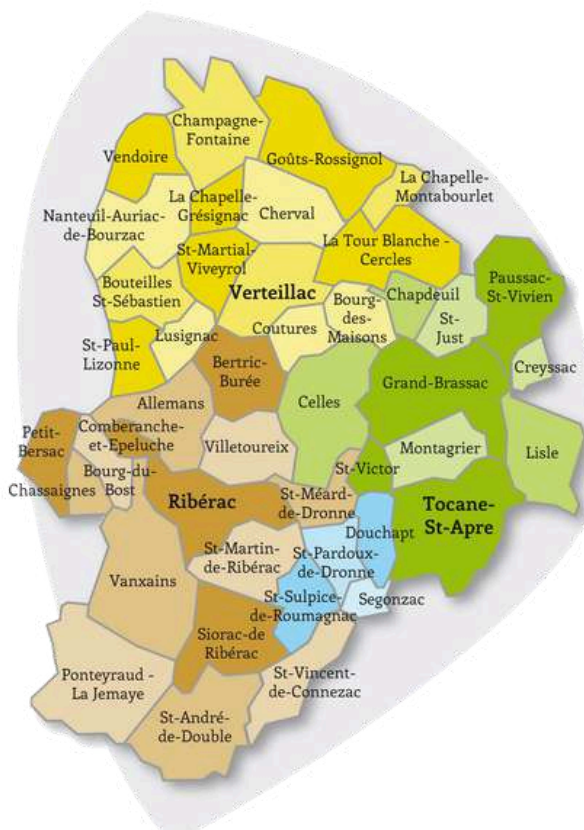 Champagne-
Fontaine
Vendoire
Goûts-Rossignol
La Chapelle-
Montabourlet
La Chapelle-
Grésignac
Cherval
Nanteuil-Auriac-
de-Bourzac
St-Martial-
Viveyrol
La Tour Blanche -
Cercles
Paussac-
St-Vivien
Bouteilles
St-Sébastien
Verteillac
Bourg-
des-
Maisons
Chapdeuil
St-
Just
St-Paul-
Lizonne
Lusignac
Coutures
Creyssac
Bertric-
Burée
Grand-Brassac
Allemans
Celles
Petit-
Bersac
Comberanche-
et-Epeluche
Villetoureix
Montagrier
Lisle
Bourg-du-
Bost
St-Victor
Chassaignes
Ribérac
St-Méard-
de-Dronne
Tocane-
St-Apre
Douchapt
St-Martin-
de-Ribérac
St-Pardoux-
de-Dronne
Vanxains
St-Sulpice-
de-Roumagnac
Segonzac
Siorac-de
Ribérac
Ponteyraud -
La Jemaye
St-Vincent-
de-Connezac
St-André-
de-Double